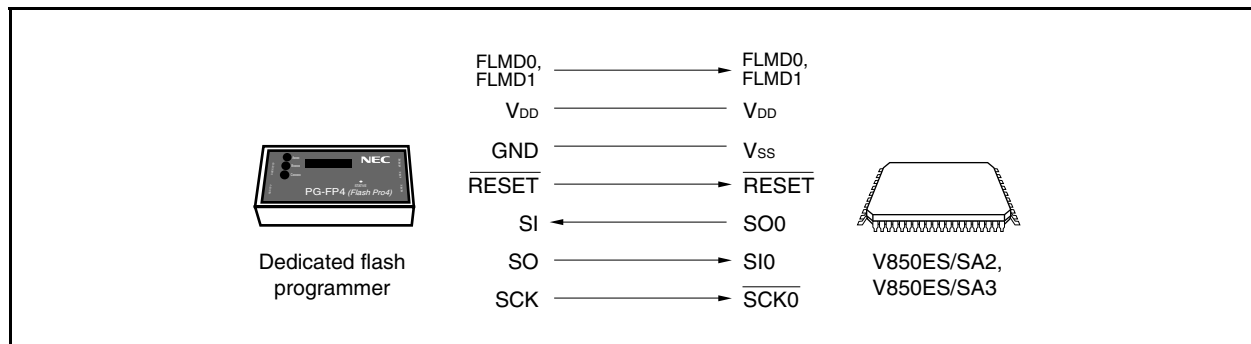 FLMD0, FLMD0,
FLMD1 FLMD1
VDD VDD
GND VSS
NEC
PG-FP4 (Flash Pro4)
RESET RESET
SI SO0
Dedicated flash SO SI0 V850ES/SA2,
programmer V850ES/SA3
SCK SCK0